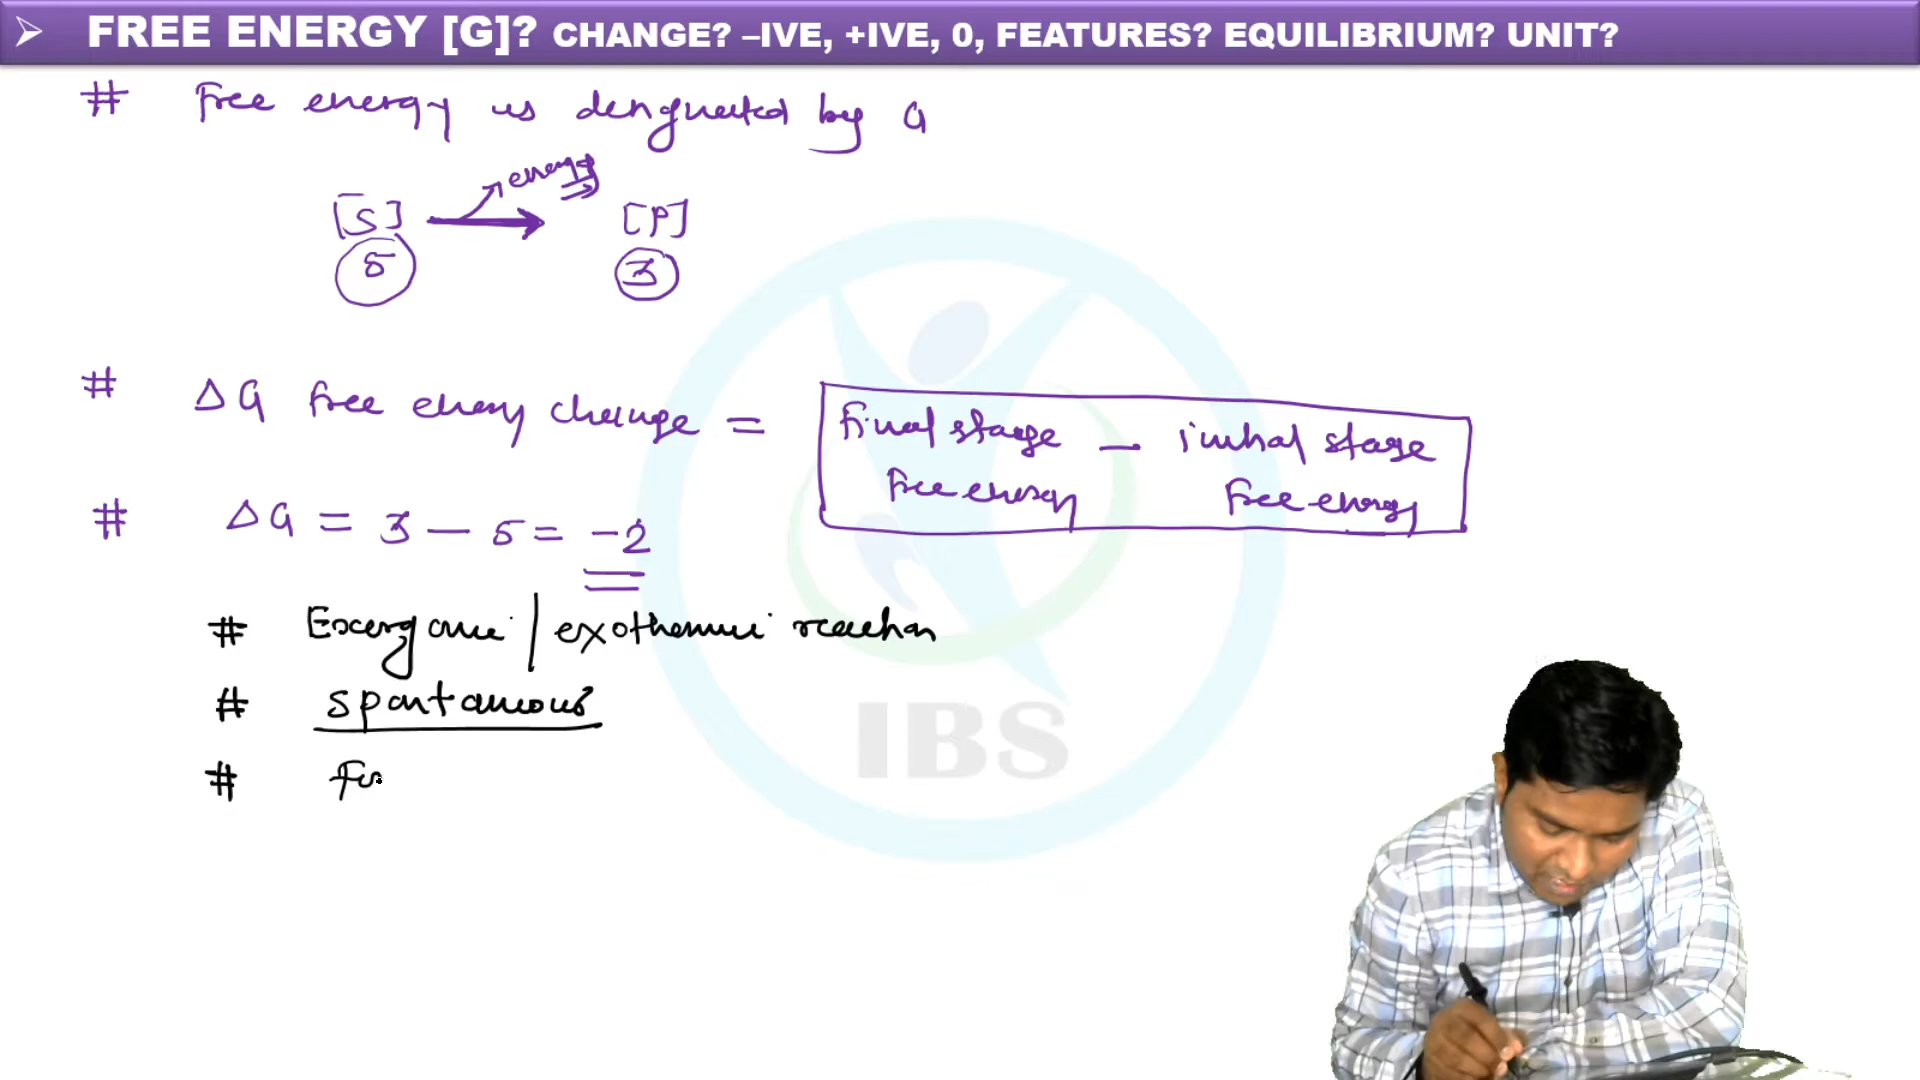 FREE ENERGY [G]? CHANGE? –IVE, +IVE, 0, FEATURES? EQUILIBRIUM? UNIT?
# Free energy is designated by G
energy
[S] [P]
5 3
# ΔG free energy change =
Final stage – initial stage
free energy free energy
# ΔG = 3 – 5 = -2
# Exergonic | exothermic reaction
# spontaneous
#
IBS